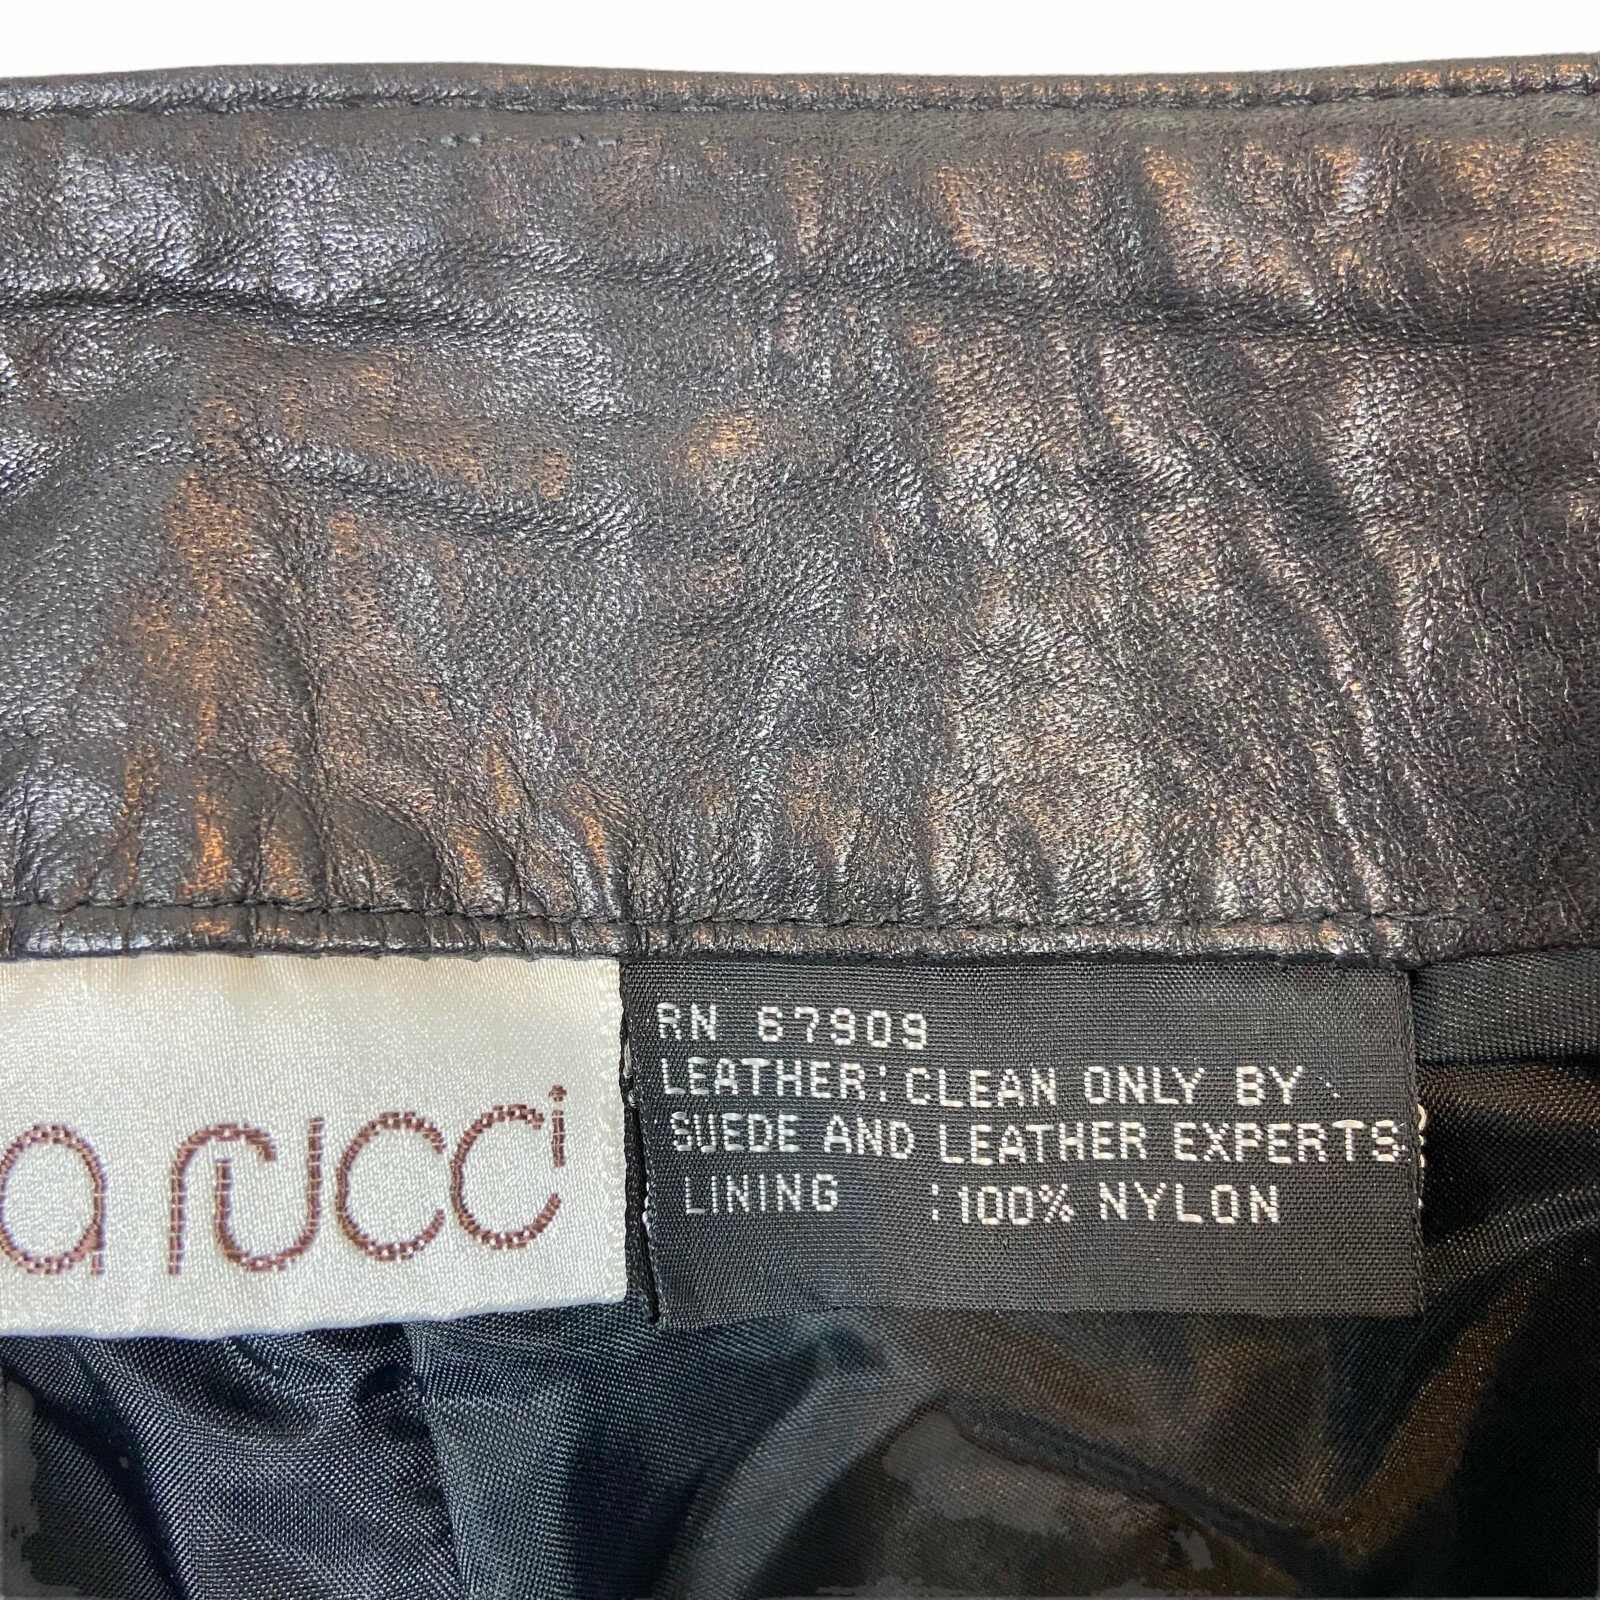 a rucci
RN 67909
LEATHER: CLEAN ONLY BY
SUEDE AND LEATHER EXPERTS
LINING :100% NYLON